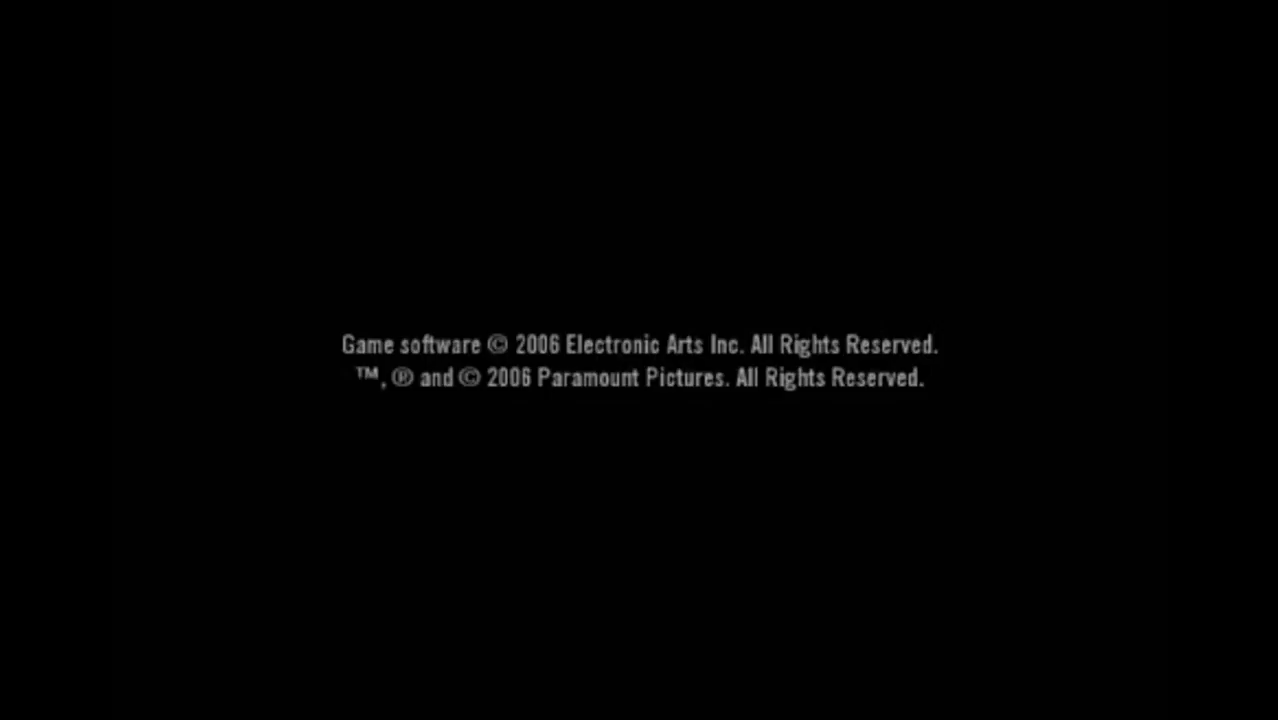 Game software © 2006 Electronic Arts Inc. All Rights Reserved.
™, ® and © 2006 Paramount Pictures. All Rights Reserved.